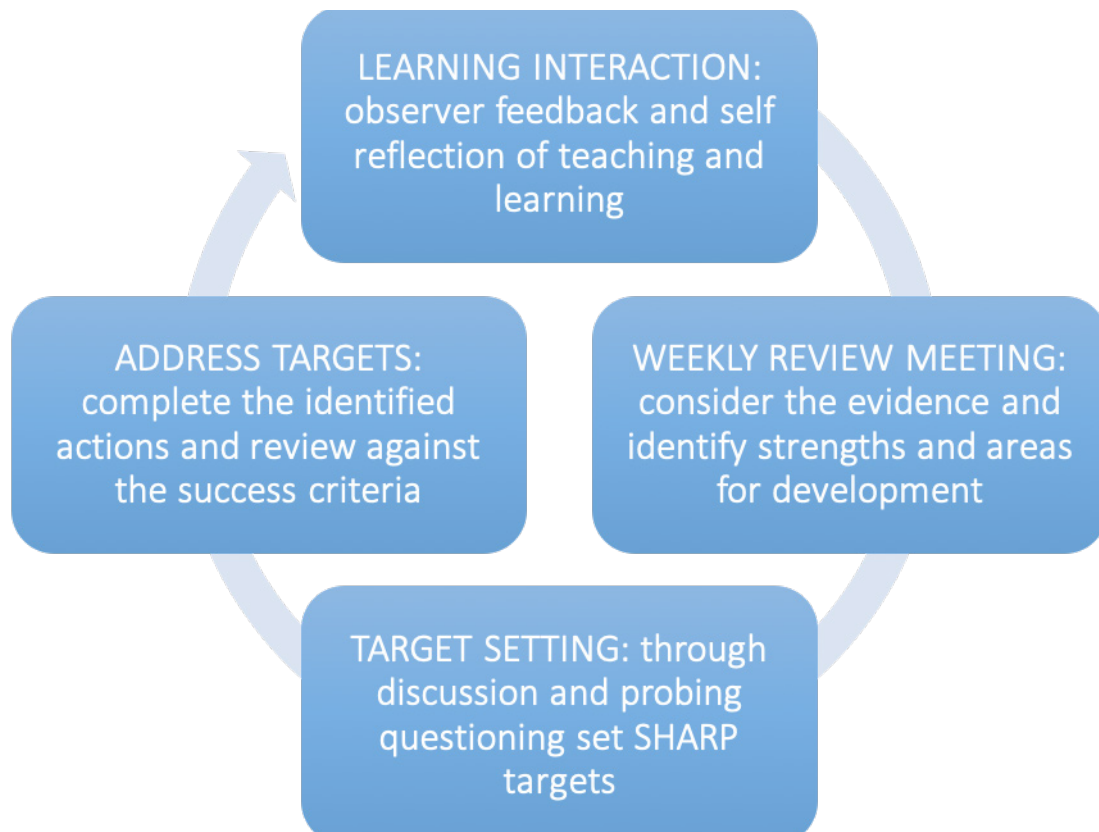 LEARNING INTERACTION:
observer feedback and self
reflection of teaching and
learning
WEEKLY REVIEW MEETING:
consider the evidence and
identify strengths and areas
for development
TARGET SETTING: through
discussion and probing
questioning set SHARP
targets
ADDRESS TARGETS:
complete the identified
actions and review against
the success criteria